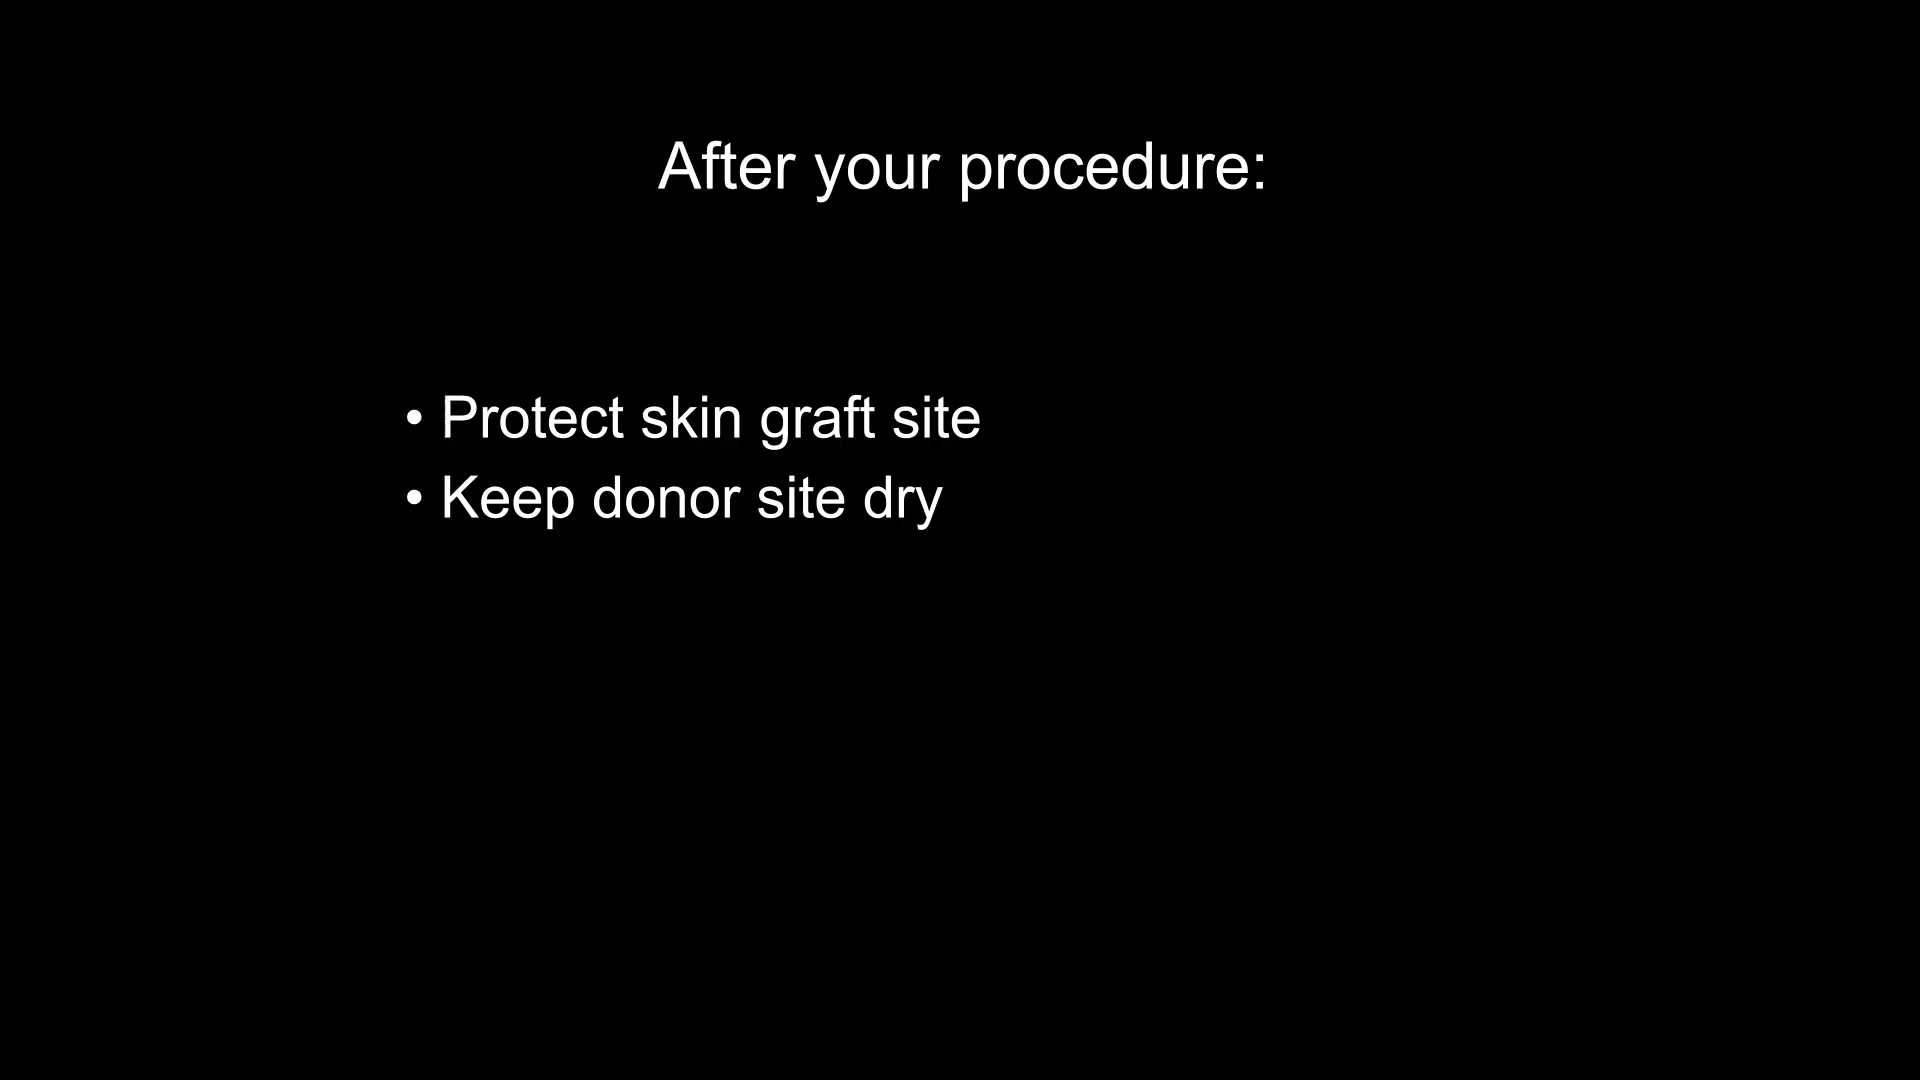 After your procedure:
• Protect skin graft site
• Keep donor site dry